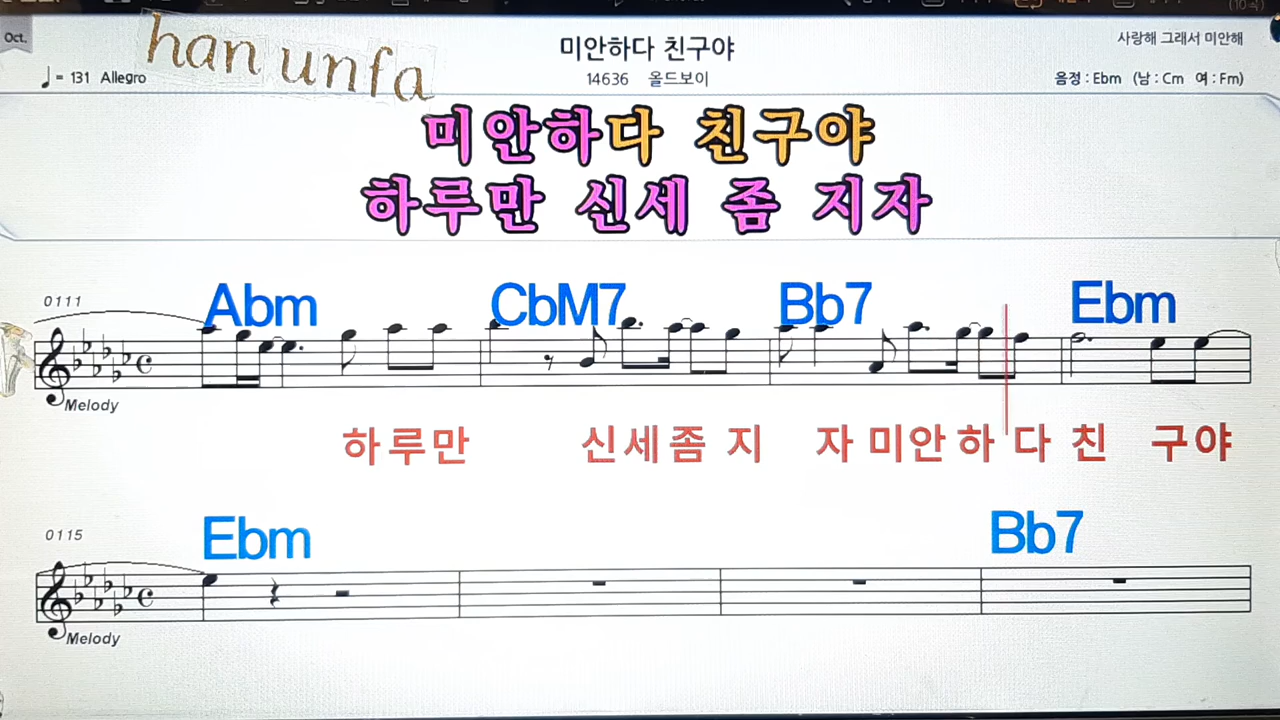 Oct.
han unfa
미안하다 친구야
사랑해 그래서 미안해
= 131 Allegro
14636 올드보이
음정 : Ebm (남 : Cm 여 : Fm)
미안하다 친구야
하루만 신세 좀 지자
0111
Abm CbM7 Bb7 Ebm
Melody
하루만 신세좀 지 자 미안하 다 친 구야
0115
Ebm Bb7
Melody